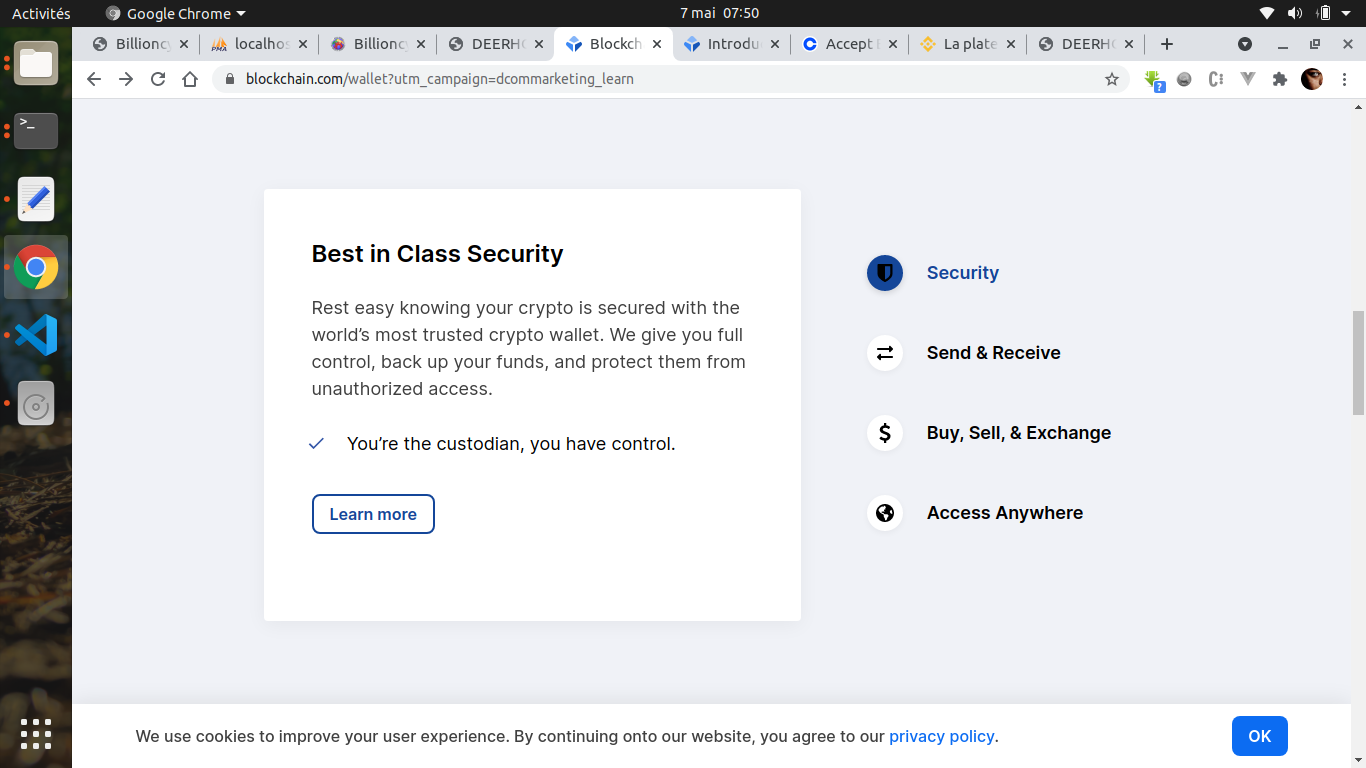 Activités
Google Chrome
7 mai 07:50
Billioncy
localhos
Billioncy
DEERHO
Blockch
Introdu
Accept
La plate
DEERHO
blockchain.com/wallet?utm_campaign=dcommarketing_learn
Best in Class Security
Rest easy knowing your crypto is secured with the
world’s most trusted crypto wallet. We give you full
control, back up your funds, and protect them from
unauthorized access.
You’re the custodian, you have control.
Learn more
Security
Send & Receive
Buy, Sell, & Exchange
Access Anywhere
We use cookies to improve your user experience. By continuing onto our website, you agree to our privacy policy.
OK